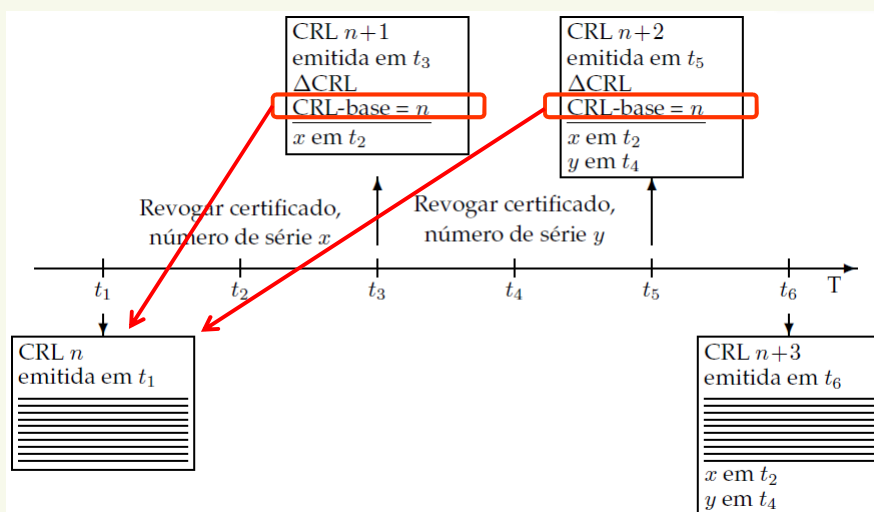 CRL n+1
emitida em t₃
ΔCRL
CRL-base = n
x em t₂
CRL n+2
emitida em t₅
ΔCRL
CRL-base = n
x em t₂
y em t₄
Revogar certificado,
número de série x
Revogar certificado,
número de série y
t₁ t₂ t₃ t₄ t₅ t₆ T
CRL n
emitida em t₁
CRL n+3
emitida em t₆
x em t₂
y em t₄